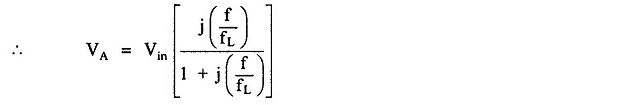 ∴ V_A = V_in [ j(f/f_L) / (1 + j(f/f_L)) ]